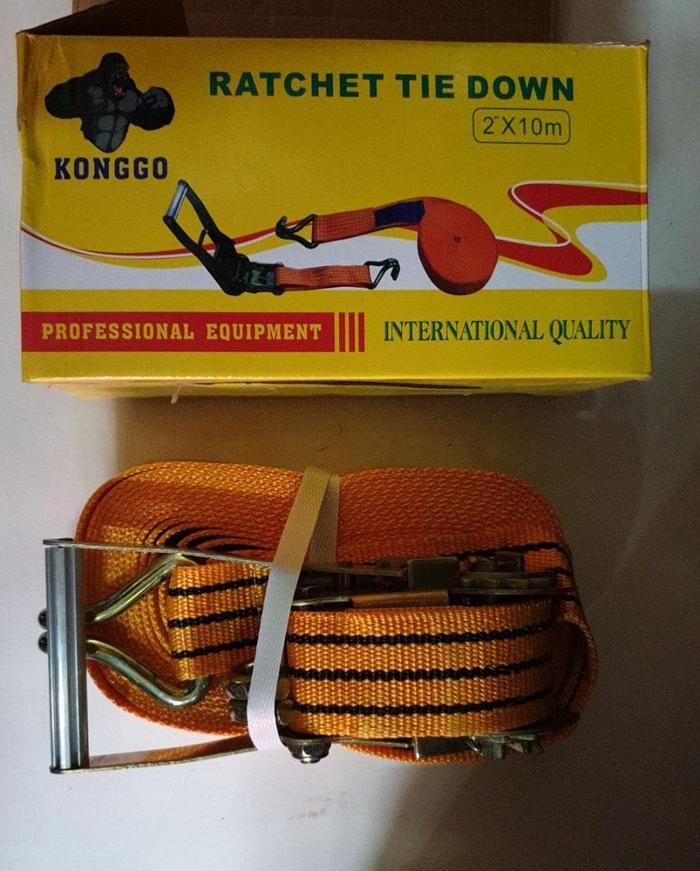 RATCHET TIE DOWN
2"X10m
KONGGO
PROFESSIONAL EQUIPMENT
INTERNATIONAL QUALITY